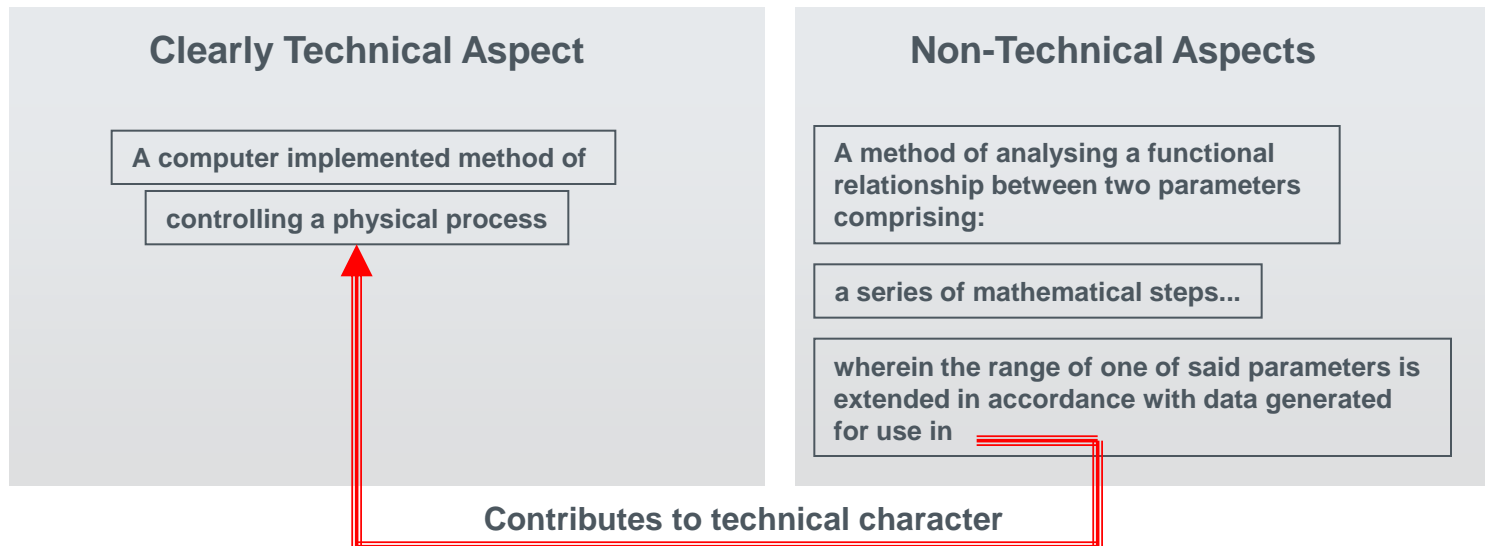 Clearly Technical Aspect
A computer implemented method of
controlling a physical process
Non-Technical Aspects
A method of analysing a functional
relationship between two parameters
comprising:
a series of mathematical steps...
wherein the range of one of said parameters is
extended in accordance with data generated
for use in
Contributes to technical character